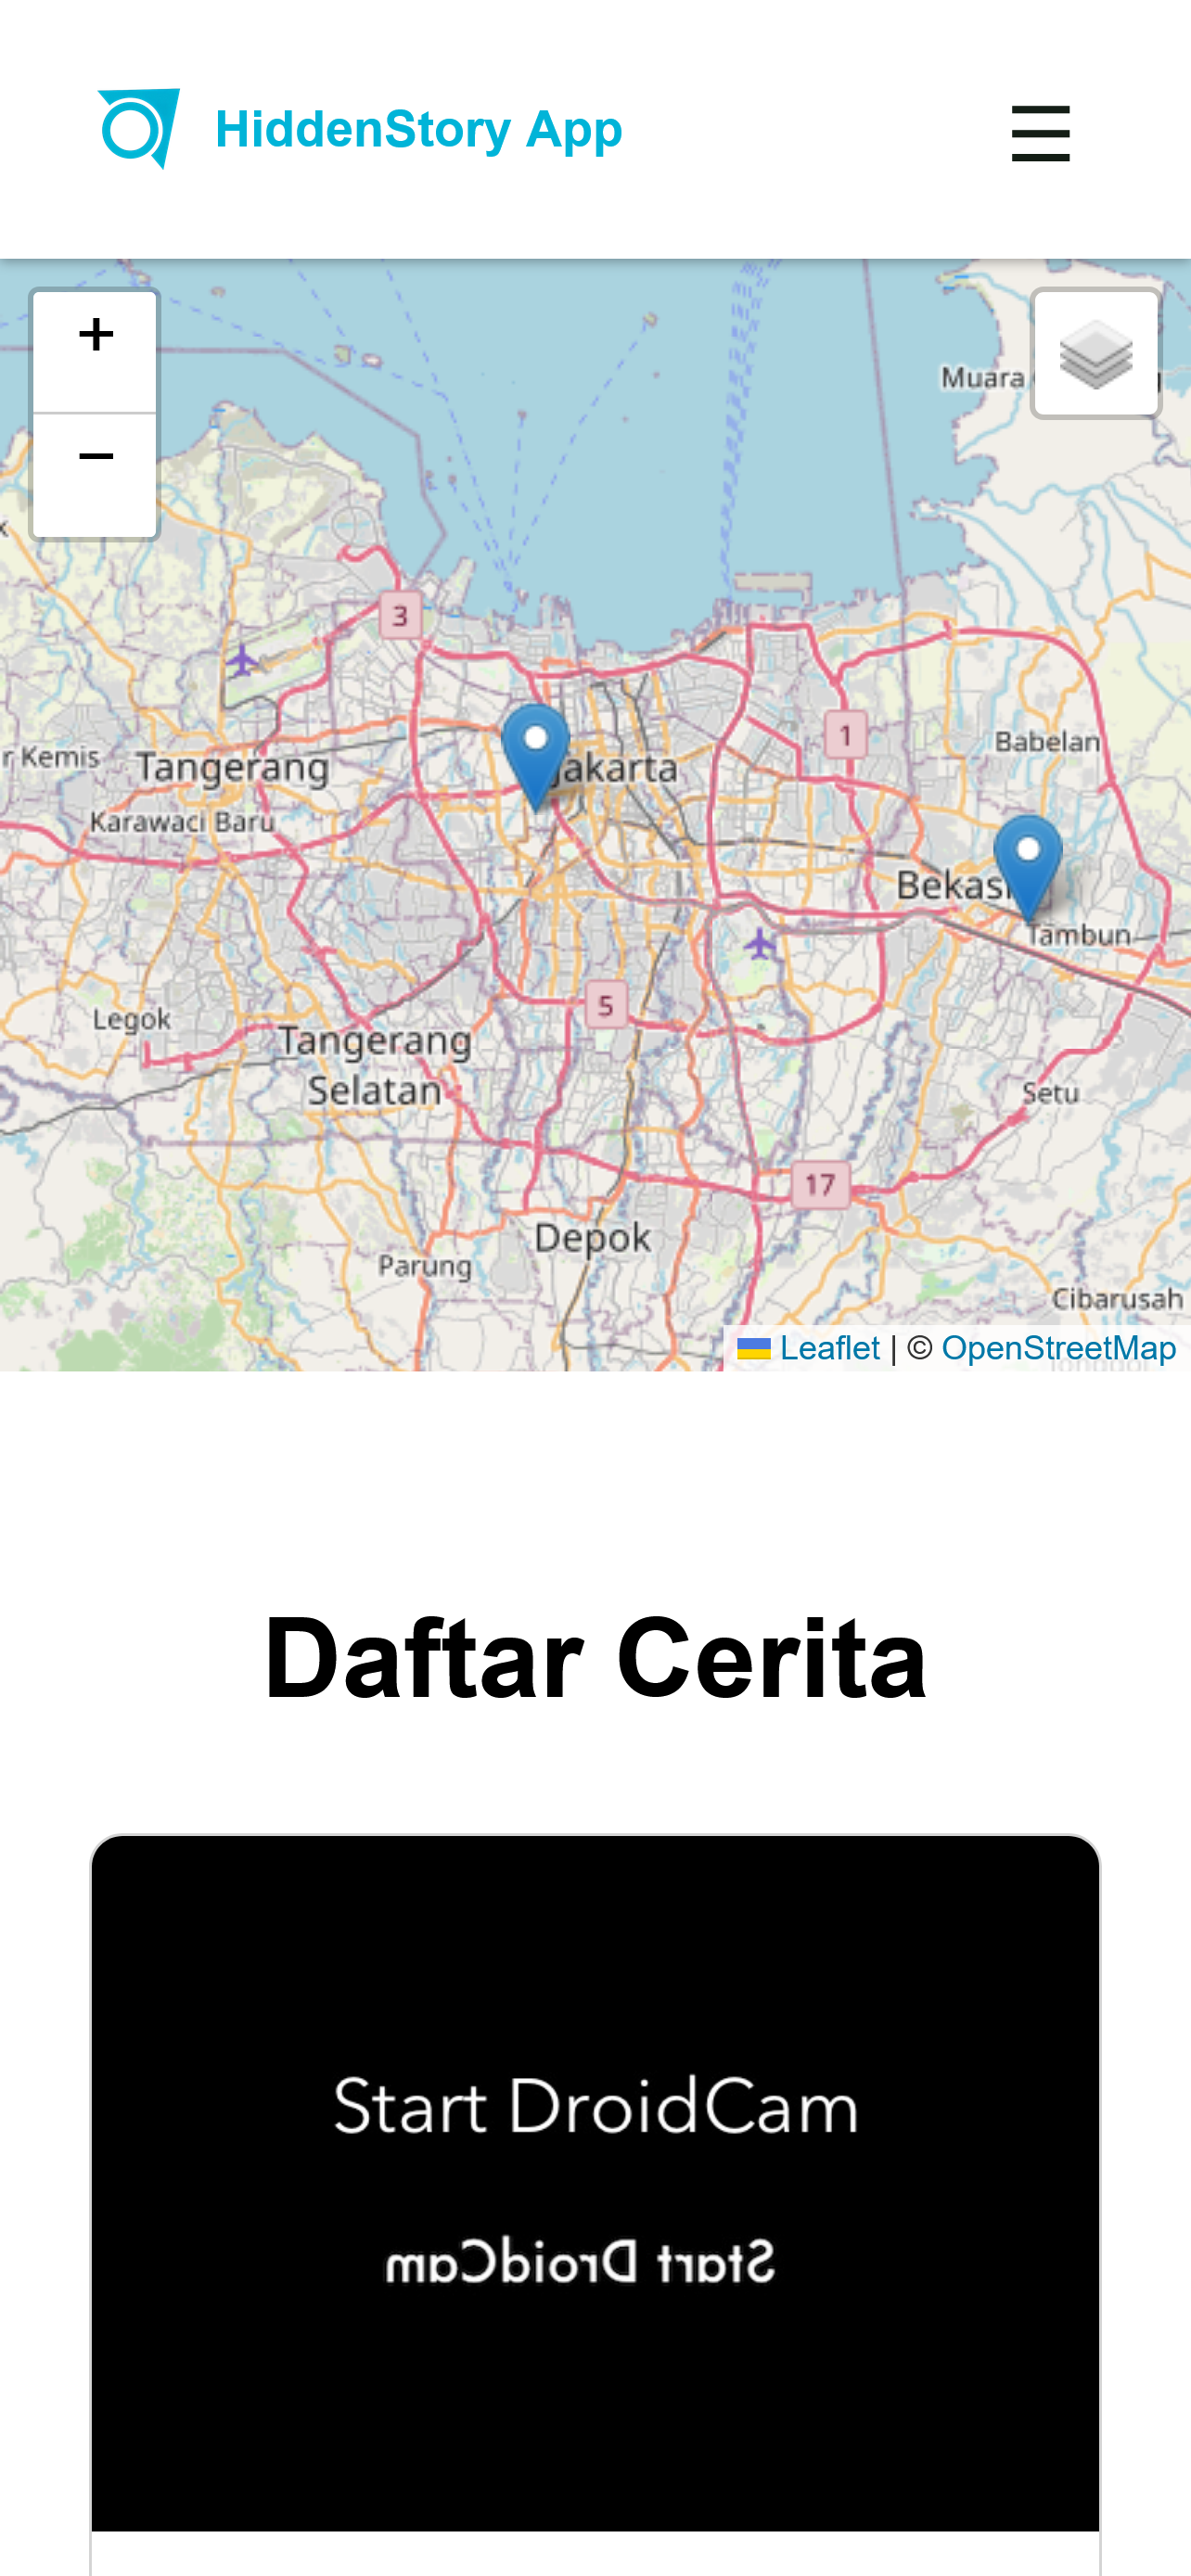 HiddenStory App
+
−
Muara
3
1
r Kemis
Tangerang
Jakarta
Babelan
Karawaci Baru
Bekasi
Tambun
5
Legok
Tangerang
Selatan
Setu
17
Depok
Parung
Cibarusah
Leaflet | © OpenStreetMap
Daftar Cerita
Start DroidCam
Start DroidCam